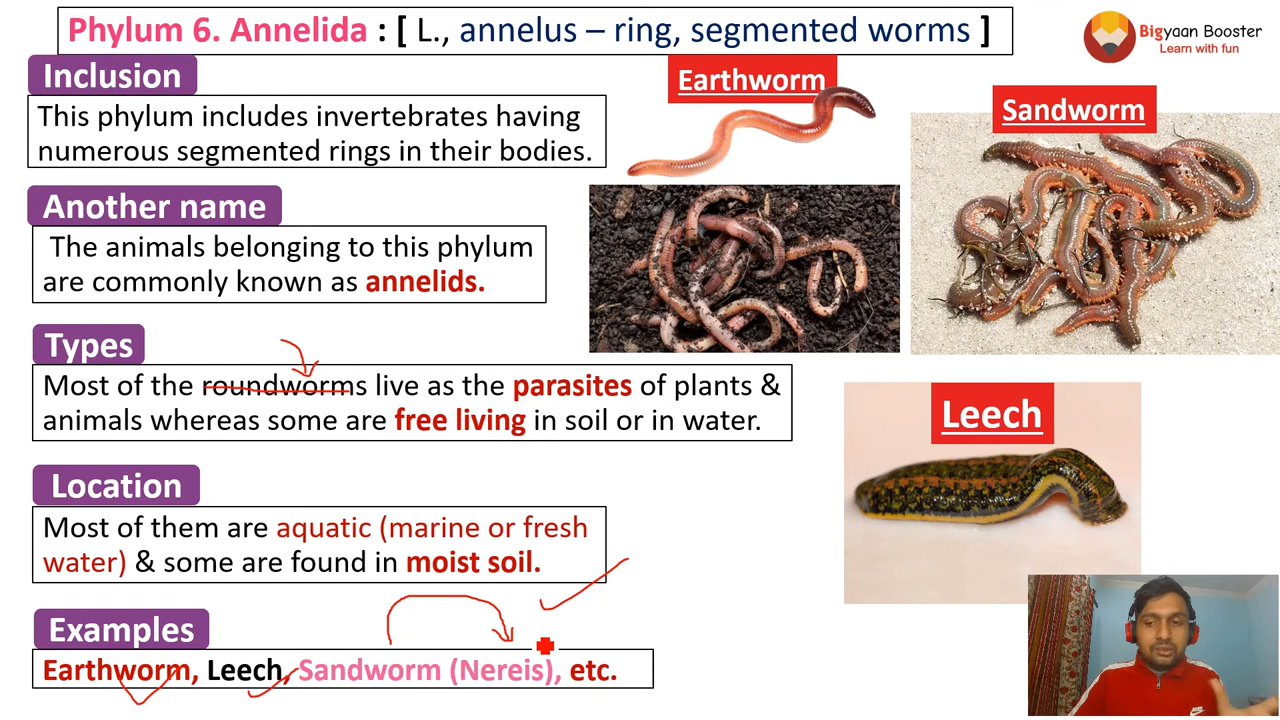 Phylum 6. Annelida : [ L., annelus – ring, segmented worms ]
Bigyaan Booster
Learn with fun
Inclusion
This phylum includes invertebrates having
numerous segmented rings in their bodies.
Earthworm
Sandworm
Another name
The animals belonging to this phylum
are commonly known as annelids.
Types
Most of the roundworms live as the parasites of plants &
animals whereas some are free living in soil or in water.
Leech
Location
Most of them are aquatic (marine or fresh
water) & some are found in moist soil.
Examples
Earthworm, Leech, Sandworm (Nereis), etc.